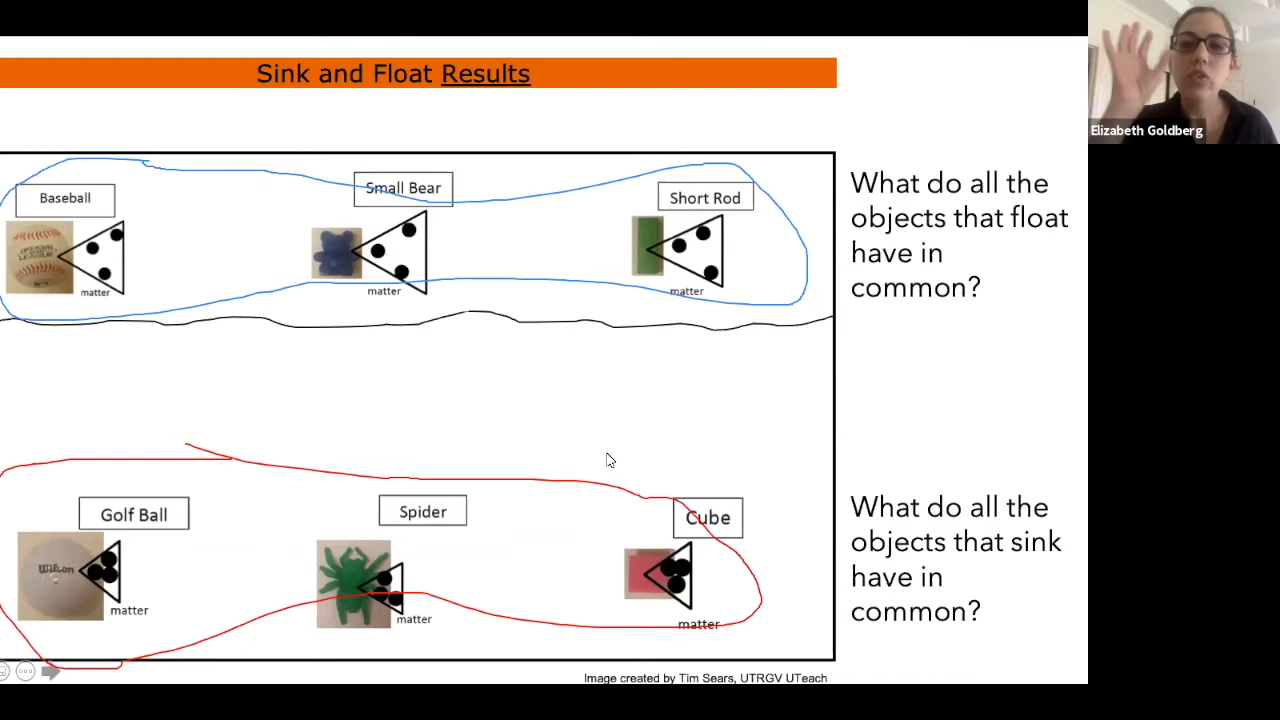 Sink and Float Results
Elizabeth Goldberg
Baseball
Small Bear
Short Rod
matter
matter
matter
What do all the
objects that float
have in
common?
Golf Ball
Spider
Cube
Wilson
matter
matter
matter
What do all the
objects that sink
have in
common?
Image created by Tim Sears, UTRGV UTeach